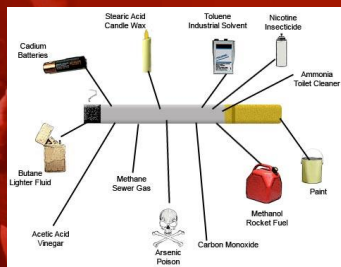 Stearic Acid
Candle Wax
Toluene
Industrial Solvent
Nicotine
Insecticide
Cadium
Batteries
Ammonia
Toilet Cleaner
Butane
Lighter Fluid
Methane
Sewer Gas
Paint
Methanol
Rocket Fuel
Acetic Acid
Vinegar
Arsenic
Poison
Carbon Monoxide